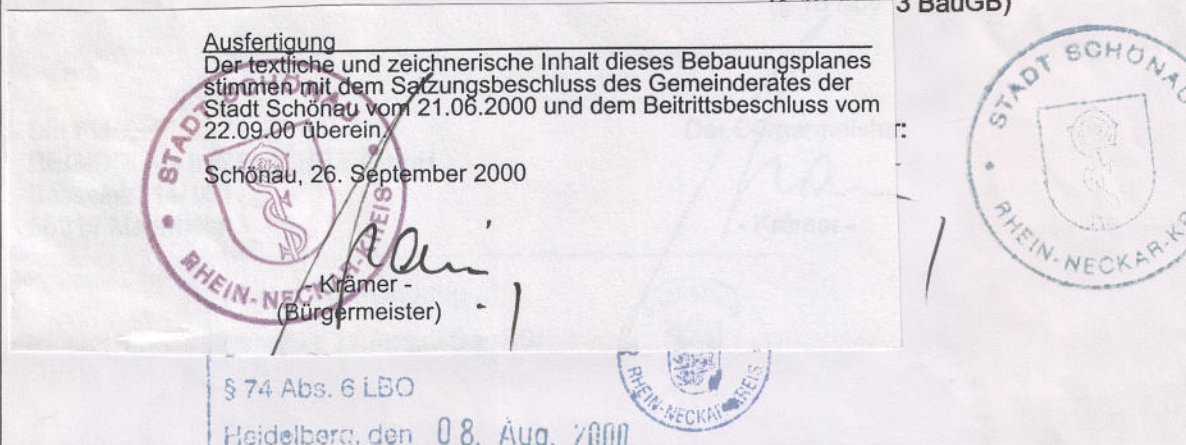 3 BauGB)
Ausfertigung
Der textliche und zeichnerische Inhalt dieses Bebauungsplanes
stimmen mit dem Satzungsbeschluss des Gemeinderates der
Stadt Schönau vom 21.06.2000 und dem Beitrittsbeschluss vom
22.09.00 überein.
Schönau, 26. September 2000
- Krämer -
(Bürgermeister)
STADT SCHÖNAU
RHEIN-NECKAR-KREIS
Der Bürgermeister:
- Krämer -
STADT SCHÖNAU
RHEIN-NECKAR-KR
§ 74 Abs. 6 LBO
Heidelberg, den 08. Aug. 2000
RHEIN-NECKAR-KREIS